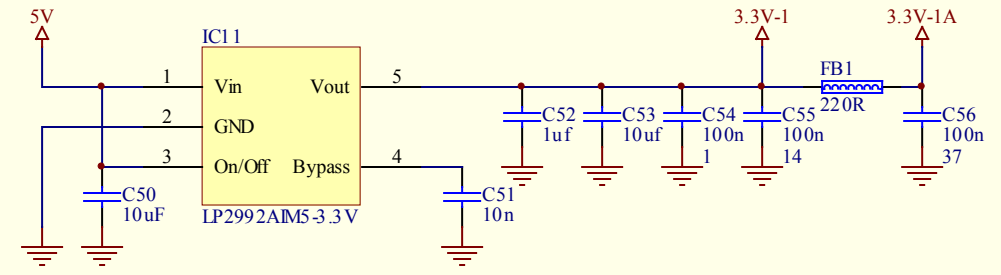 5V
3.3V-1
3.3V-1A
IC11
1
Vin
Vout
5
FB1
220R
2
GND
C52
1uf
C53
10uf
C54
100n
1
C55
100n
14
C56
100n
37
3
On/Off
Bypass
4
C50
10uF
C51
10n
LP2992AIM5-3.3V